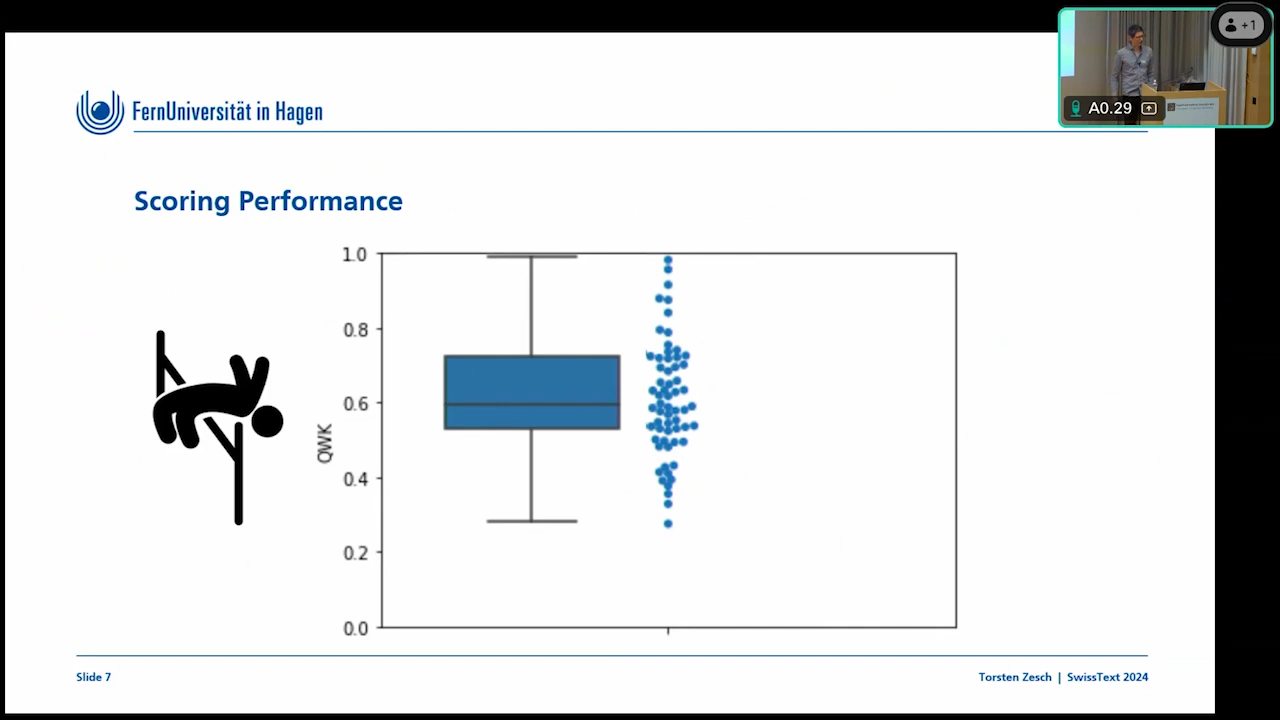 +1
A0.29
FernUniversität in Hagen
Scoring Performance
1.0
0.8
0.6
0.4
0.2
0.0
QWK
Slide 7
Torsten Zesch | SwissText 2024